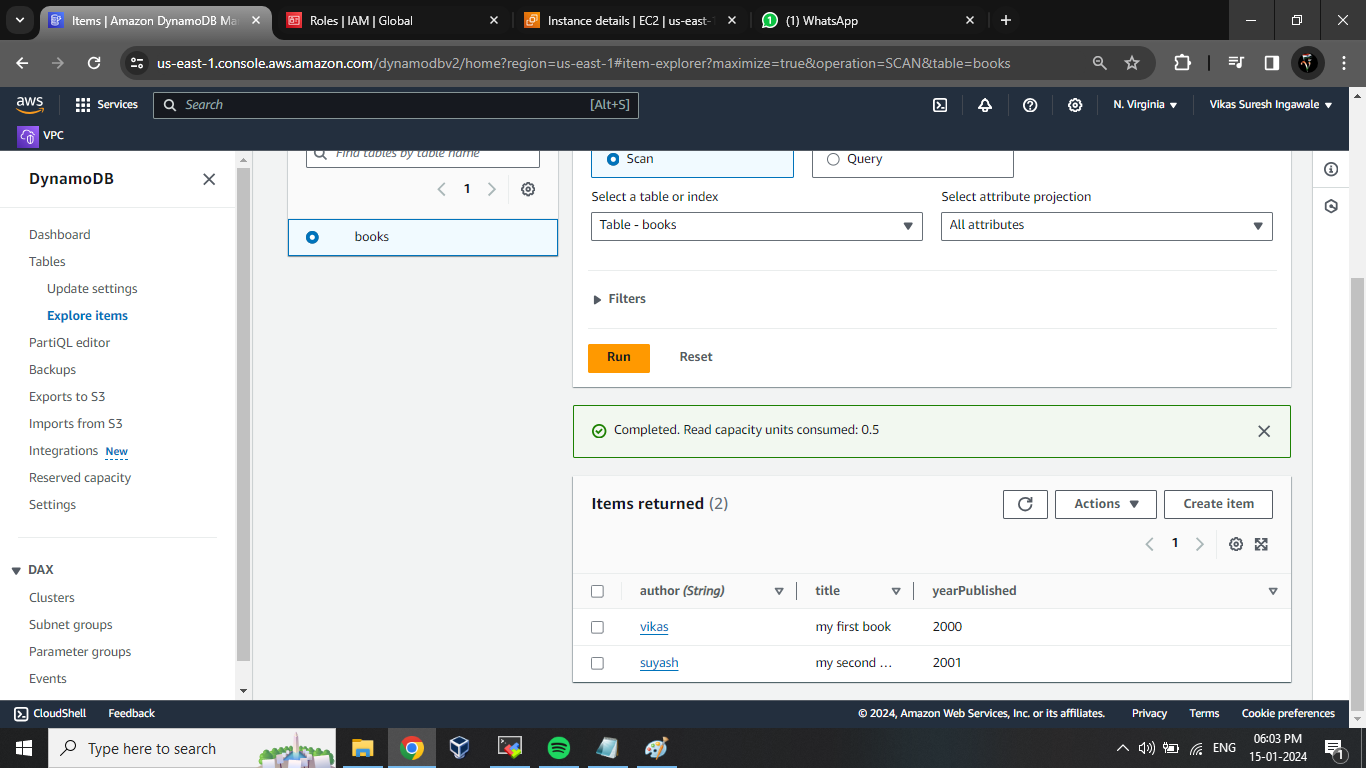 Items | Amazon DynamoDB Ma
Roles | IAM | Global
Instance details | EC2 | us-east-1
(1) WhatsApp
us-east-1.console.aws.amazon.com/dynamodbv2/home?region=us-east-1#item-explorer?maximize=true&operation=SCAN&table=books
aws
Services
Search
[Alt+S]
N. Virginia
Vikas Suresh Ingawale
VPC
DynamoDB
Dashboard
Tables
Update settings
Explore items
PartiQL editor
Backups
Exports to S3
Imports from S3
Integrations New
Reserved capacity
Settings
DAX
Clusters
Subnet groups
Parameter groups
Events
Find tables by table name
1
books
Scan
Query
Select a table or index
Select attribute projection
Table - books
All attributes
Filters
Run
Reset
Completed. Read capacity units consumed: 0.5
Items returned (2)
Actions
Create item
1
author (String)
title
yearPublished
vikas
my first book
2000
suyash
my second ...
2001
CloudShell
Feedback
© 2024, Amazon Web Services, Inc. or its affiliates.
Privacy
Terms
Cookie preferences
Type here to search
ENG
06:03 PM
15-01-2024
1